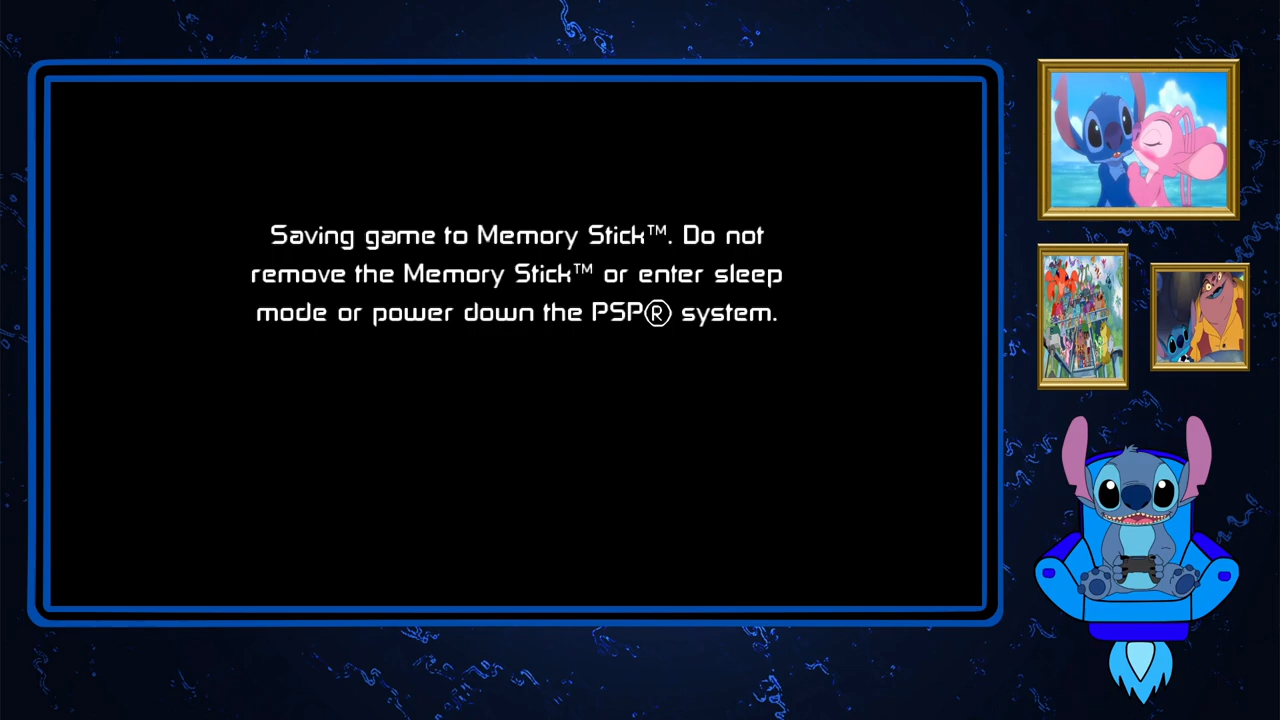 Saving game to Memory Stick™. Do not
remove the Memory Stick™ or enter sleep
mode or power down the PSP® system.